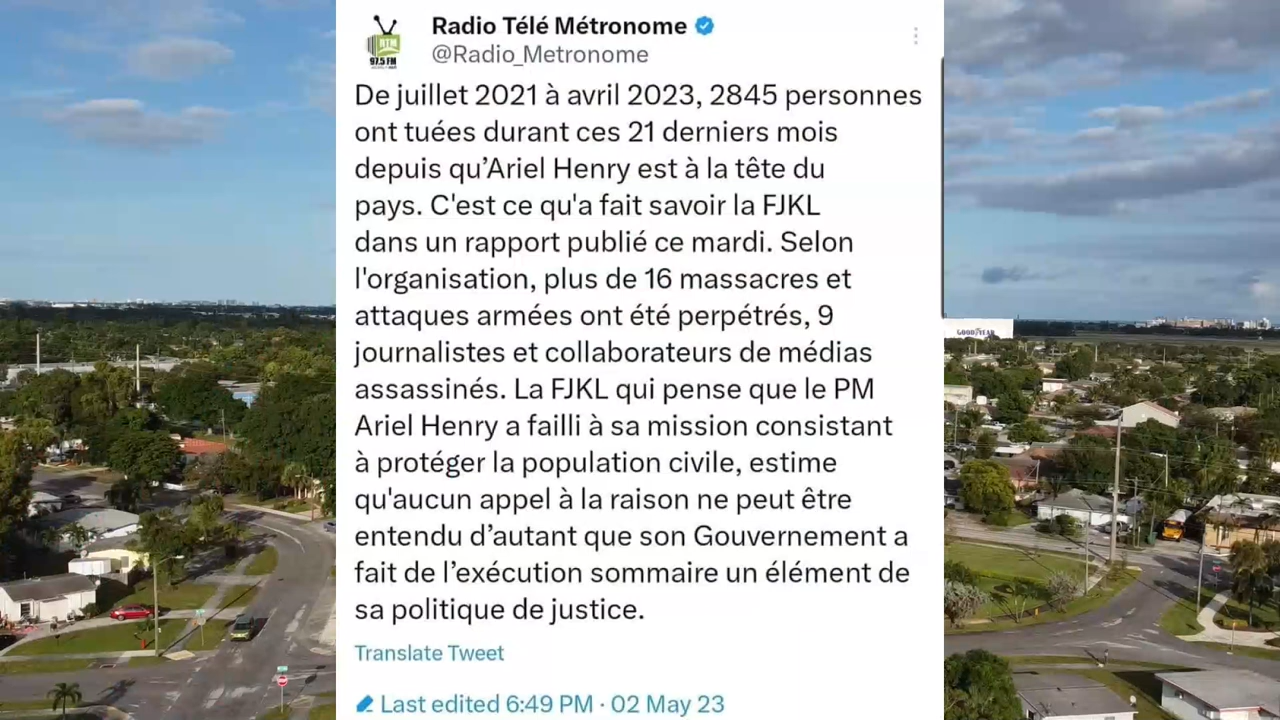 Radio Télé Métronome
@Radio_Metronome
RTM
97.5 FM
De juillet 2021 à avril 2023, 2845 personnes
ont tuées durant ces 21 derniers mois
depuis qu’Ariel Henry est à la tête du
pays. C'est ce qu'a fait savoir la FJKL
dans un rapport publié ce mardi. Selon
l'organisation, plus de 16 massacres et
attaques armées ont été perpétrés, 9
journalistes et collaborateurs de médias
assassinés. La FJKL qui pense que le PM
Ariel Henry a failli à sa mission consistant
à protéger la population civile, estime
qu'aucun appel à la raison ne peut être
entendu d’autant que son Gouvernement a
fait de l’exécution sommaire un élément de
sa politique de justice.
Translate Tweet
Last edited 6:49 PM · 02 May 23
GOODYEAR